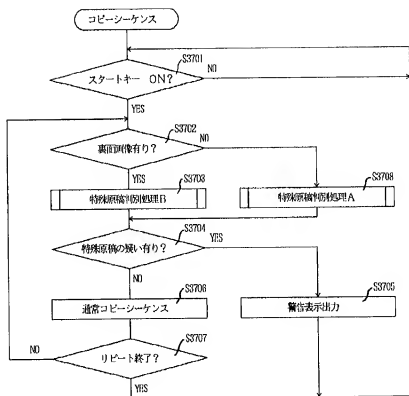 コピーシーケンス
S3701
スタートキー ON?
NO
YES
S3702
裏面画像有り?
NO
YES
S3703
特殊原稿判別処理B
S3708
特殊原稿判別処理A
S3704
特殊原稿の疑い有り?
YES
NO
S3706
通常コピーシーケンス
S3705
警告表示出力
S3707
リピート終了?
NO
YES